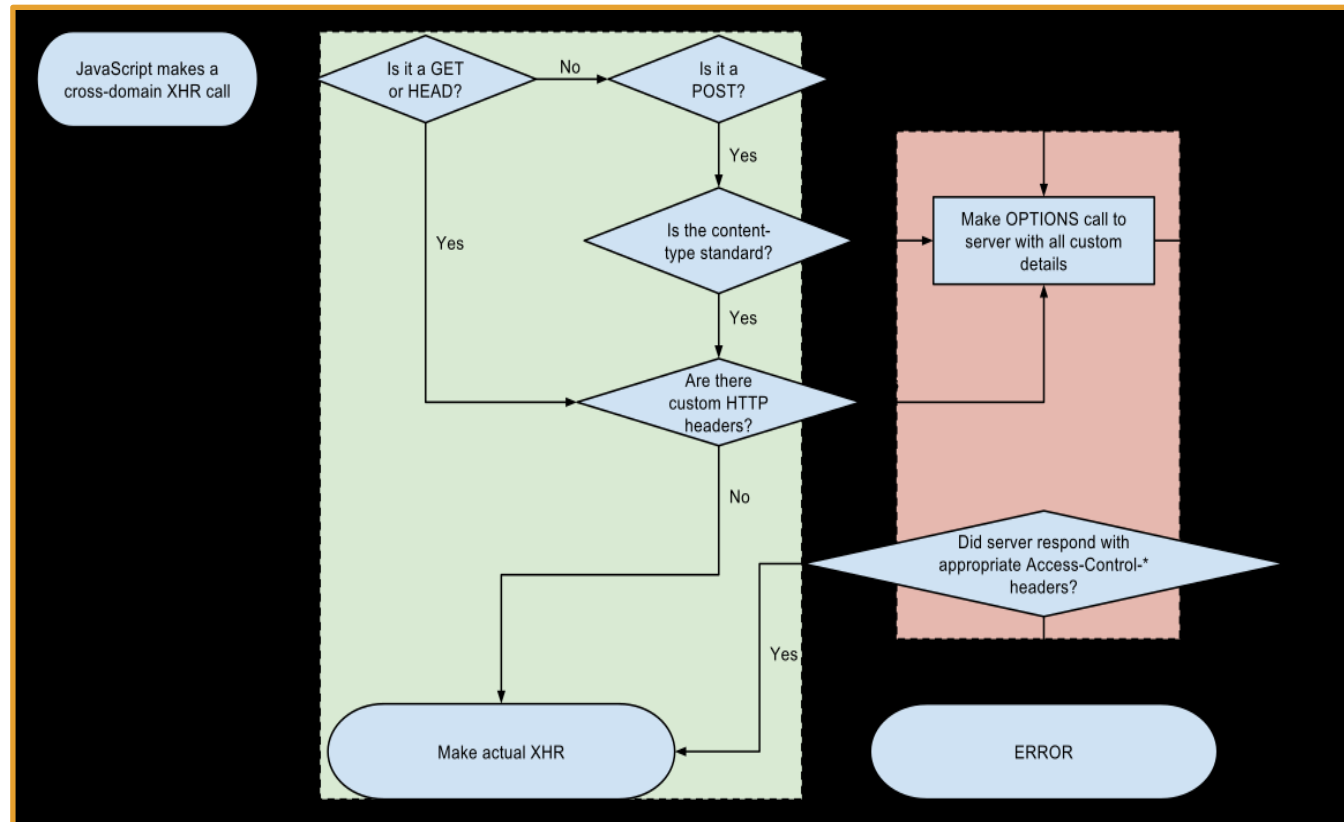 JavaScript makes a
cross-domain XHR call
Is it a GET
or HEAD?
No
Is it a
POST?
Yes
Yes
Is the content-
type standard?
Make OPTIONS call to
server with all custom
details
Yes
Are there
custom HTTP
headers?
No
Did server respond with
appropriate Access-Control-*
headers?
Yes
Make actual XHR
ERROR